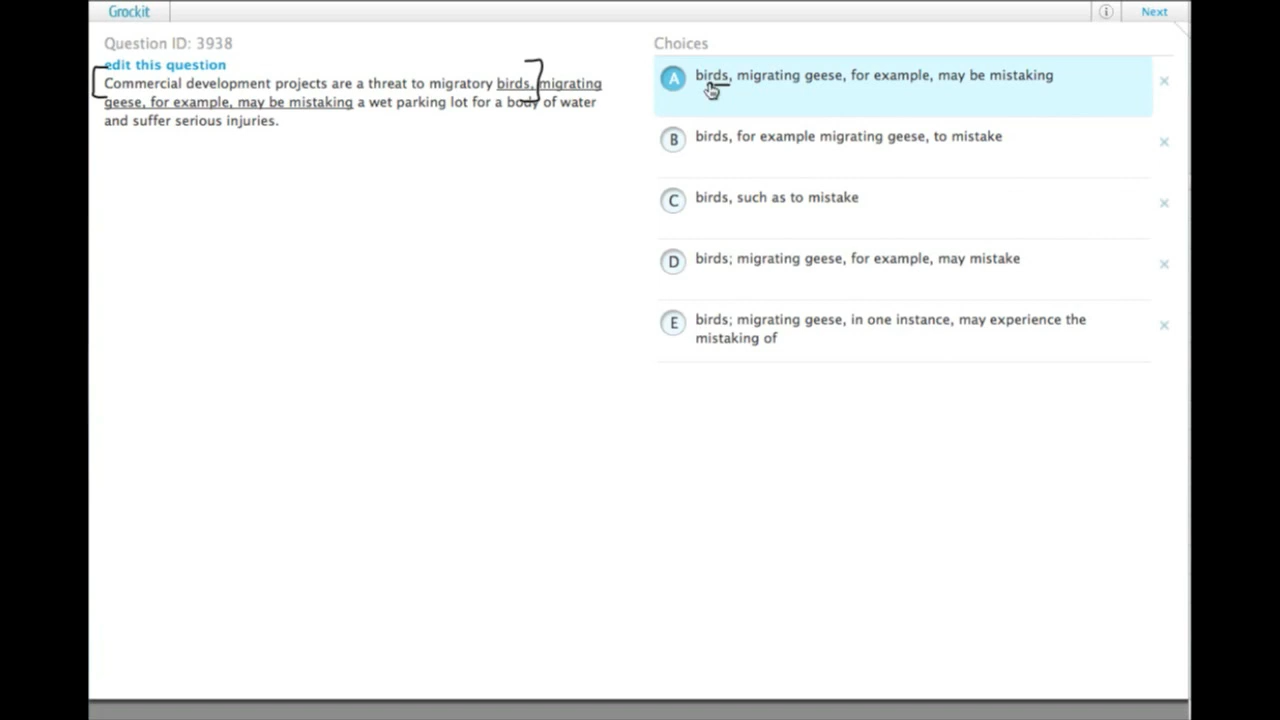 Grockit
Next
Question ID: 3938
edit this question
Commercial development projects are a threat to migratory birds, migrating
geese, for example, may be mistaking a wet parking lot for a body of water
and suffer serious injuries.
Choices
A birds, migrating geese, for example, may be mistaking
B birds, for example migrating geese, to mistake
C birds, such as to mistake
D birds; migrating geese, for example, may mistake
E birds; migrating geese, in one instance, may experience the
mistaking of